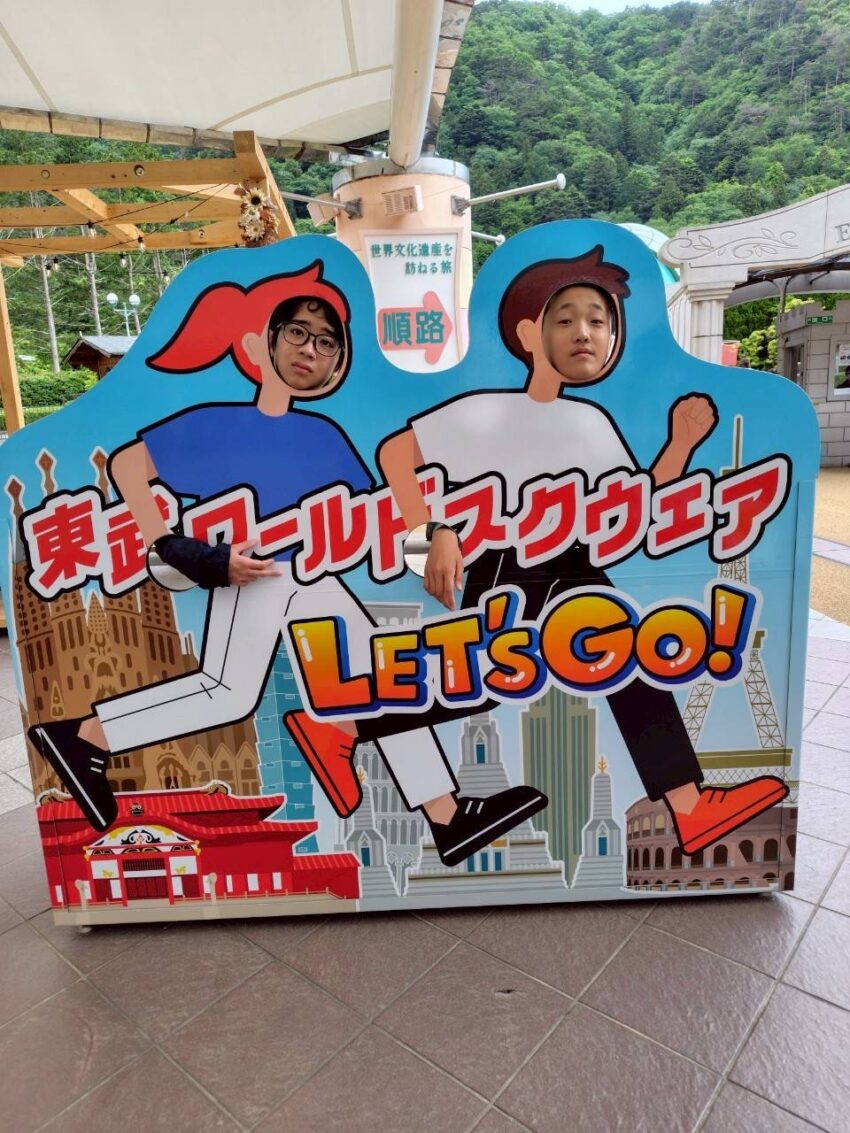 世界文化遺産を
訪ねる旅
順路
東武ワールドスクウェア
LET'S GO!